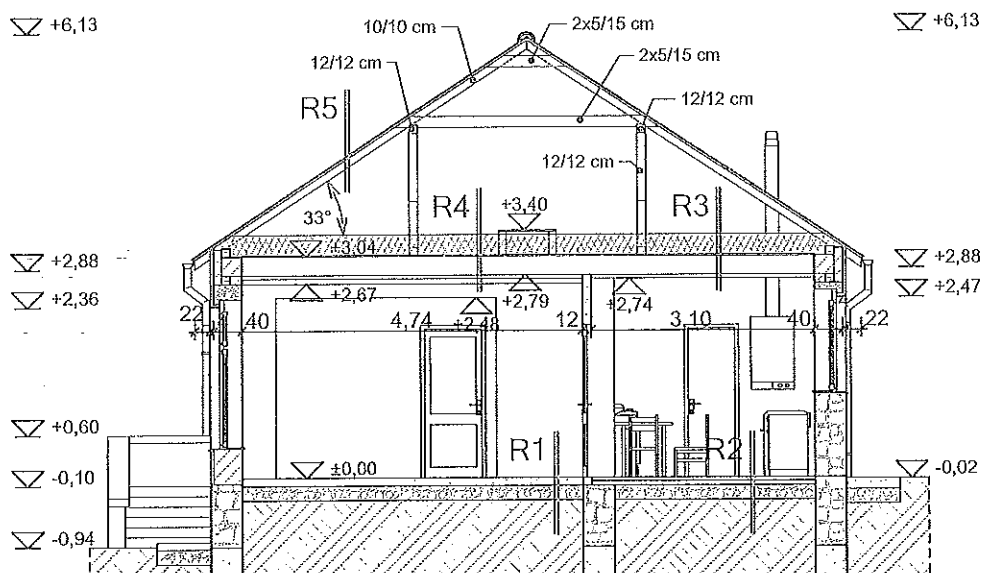 +6,13
+6,13
10/10 cm
2x5/15 cm
2x5/15 cm
12/12 cm
12/12 cm
R5
12/12 cm
R4
R3
+3,40
33°
+3,04
+2,88
+2,88
+2,67
+2,79
+2,74
+2,47
+2,36
+2,48
22
40
4,74
12
3,10
40
22
+0,60
R1
R2
±0,00
-0,10
-0,02
-0,94